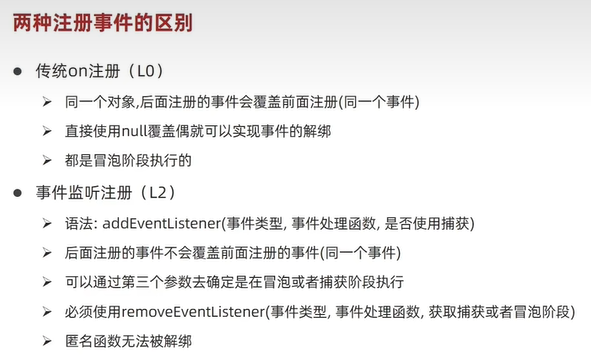 两种注册事件的区别
● 传统on注册（L0）
➢ 同一个对象,后面注册的事件会覆盖前面注册(同一个事件)
➢ 直接使用null覆盖偶就可以实现事件的解绑
➢ 都是冒泡阶段执行的
● 事件监听注册（L2）
➢ 语法: addEventListener(事件类型, 事件处理函数, 是否使用捕获)
➢ 后面注册的事件不会覆盖前面注册的事件(同一个事件)
➢ 可以通过第三个参数去确定是在冒泡或者捕获阶段执行
➢ 必须使用removeEventListener(事件类型, 事件处理函数, 获取捕获或者冒泡阶段)
➢ 匿名函数无法被解绑